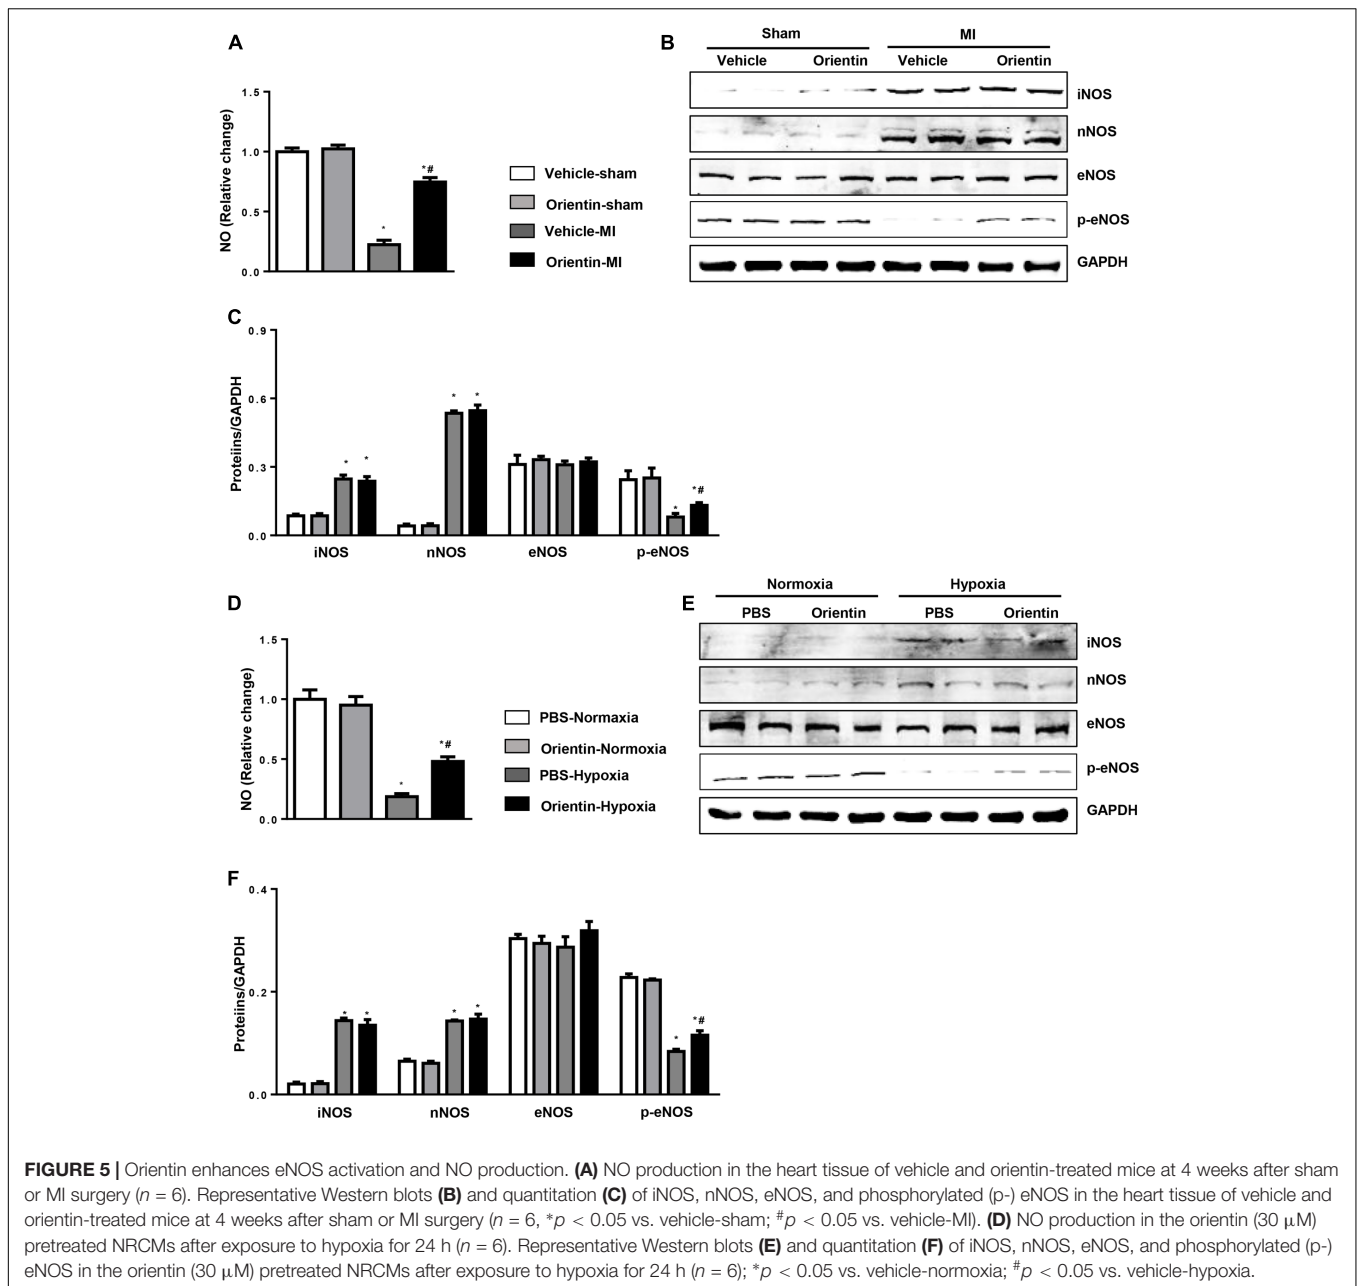 A
NO (Relative change)
1.5
1.0
0.5
0.0
*
*#
Vehicle-sham
Orientin-sham
Vehicle-MI
Orientin-MI
B
Sham MI
Vehicle Orientin Vehicle Orientin
iNOS
nNOS
eNOS
p-eNOS
GAPDH
C
Proteiins/GAPDH
0.9
0.6
0.3
0.0
* *
* *
* *#
iNOS nNOS eNOS p-eNOS
D
NO (Relative change)
1.5
1.0
0.5
0.0
*
*#
PBS-Normaxia
Orientin-Normoxia
PBS-Hypoxia
Orientin-Hypoxia
E
Normoxia Hypoxia
PBS Orientin PBS Orientin
iNOS
nNOS
eNOS
p-eNOS
GAPDH
F
Proteiins/GAPDH
0.4
0.2
0.0
* *
* *
* *#
iNOS nNOS eNOS p-eNOS
FIGURE 5 | Orientin enhances eNOS activation and NO production. (A) NO production in the heart tissue of vehicle and orientin-treated mice at 4 weeks after sham
or MI surgery (n = 6). Representative Western blots (B) and quantitation (C) of iNOS, nNOS, eNOS, and phosphorylated (p-) eNOS in the heart tissue of vehicle and
orientin-treated mice at 4 weeks after sham or MI surgery (n = 6, *p < 0.05 vs. vehicle-sham; #p < 0.05 vs. vehicle-MI). (D) NO production in the orientin (30 μM)
pretreated NRCMs after exposure to hypoxia for 24 h (n = 6). Representative Western blots (E) and quantitation (F) of iNOS, nNOS, eNOS, and phosphorylated (p-)
eNOS in the orientin (30 μM) pretreated NRCMs after exposure to hypoxia for 24 h (n = 6); *p < 0.05 vs. vehicle-normoxia; #p < 0.05 vs. vehicle-hypoxia.